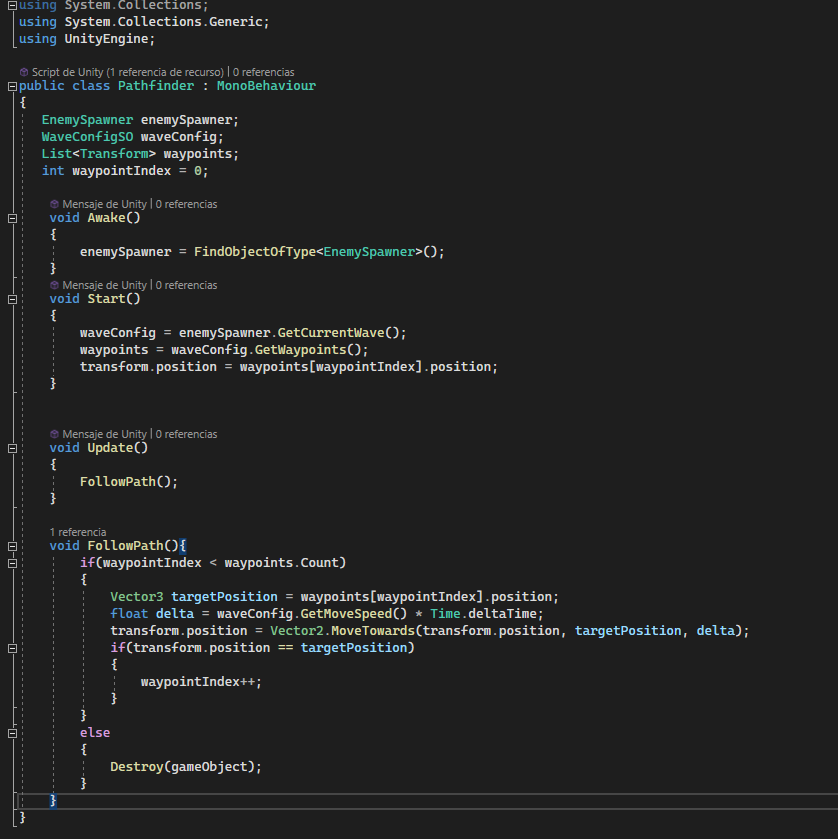 using System.Collections;
using System.Collections.Generic;
using UnityEngine;
Script de Unity (1 referencia de recurso) | 0 referencias
public class Pathfinder : MonoBehaviour
{
EnemySpawner enemySpawner;
WaveConfigSO waveConfig;
List<Transform> waypoints;
int waypointIndex = 0;
Mensaje de Unity | 0 referencias
void Awake()
{
enemySpawner = FindObjectOfType<EnemySpawner>();
}
Mensaje de Unity | 0 referencias
void Start()
{
waveConfig = enemySpawner.GetCurrentWave();
waypoints = waveConfig.GetWaypoints();
transform.position = waypoints[waypointIndex].position;
}
Mensaje de Unity | 0 referencias
void Update()
{
FollowPath();
}
1 referencia
void FollowPath(){
if(waypointIndex < waypoints.Count)
{
Vector3 targetPosition = waypoints[waypointIndex].position;
float delta = waveConfig.GetMoveSpeed() * Time.deltaTime;
transform.position = Vector2.MoveTowards(transform.position, targetPosition, delta);
if(transform.position == targetPosition)
{
waypointIndex++;
}
}
else
{
Destroy(gameObject);
}
}
}